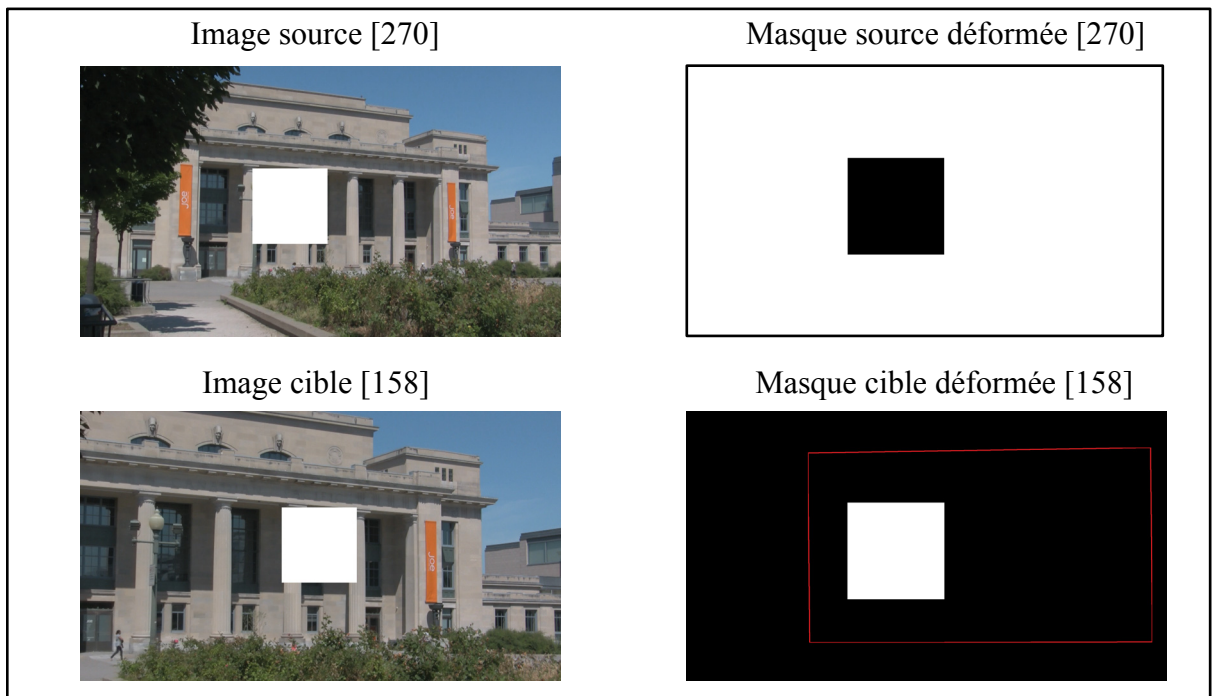 Image source [270]
Masque source déformée [270]
Image cible [158]
Masque cible déformée [158]